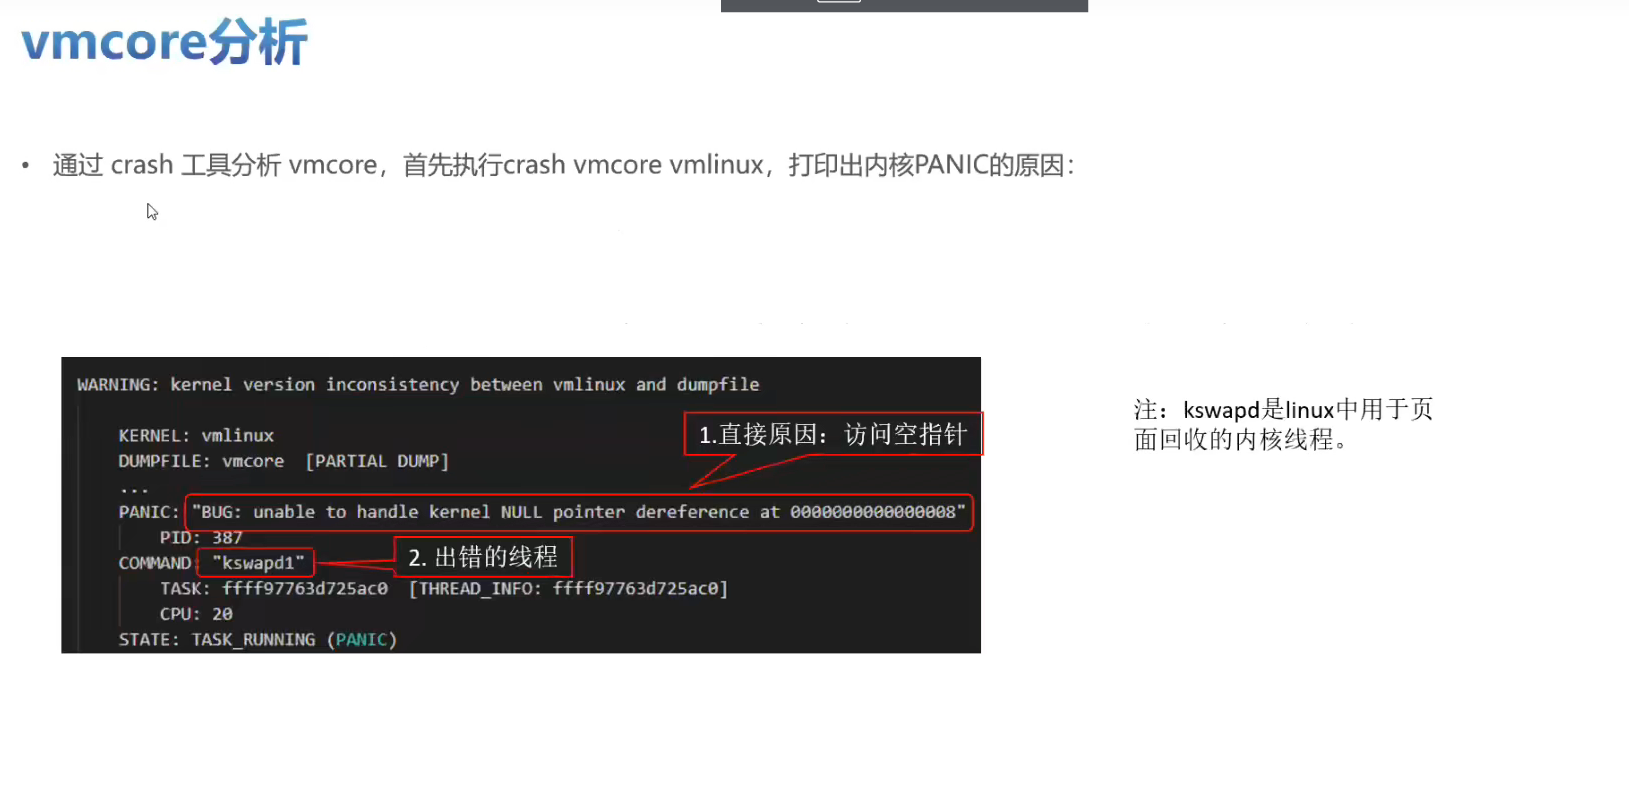 vmcore分析
• 通过 crash 工具分析 vmcore，首先执行crash vmcore vmlinux，打印出内核PANIC的原因：
WARNING: kernel version inconsistency between vmlinux and dumpfile
KERNEL: vmlinux
1.直接原因：访问空指针
DUMPFILE: vmcore [PARTIAL DUMP]
...
PANIC: "BUG: unable to handle kernel NULL pointer dereference at 0000000000000008"
PID: 387
COMMAND: "kswapd1"
2. 出错的线程
TASK: ffff97763d725ac0 [THREAD_INFO: ffff97763d725ac0]
CPU: 20
STATE: TASK_RUNNING (PANIC)
注：kswapd是linux中用于页
面回收的内核线程。